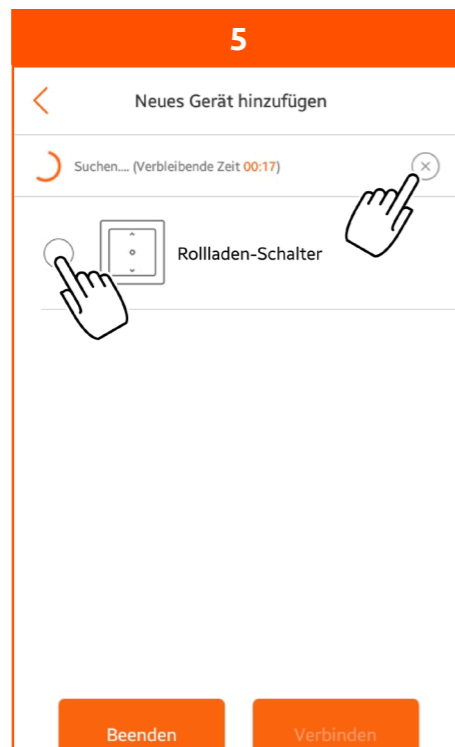 5
Neues Gerät hinzufügen
Suchen.... (Verbleibende Zeit 00:17)
Rollladen-Schalter
Beenden
Verbinden